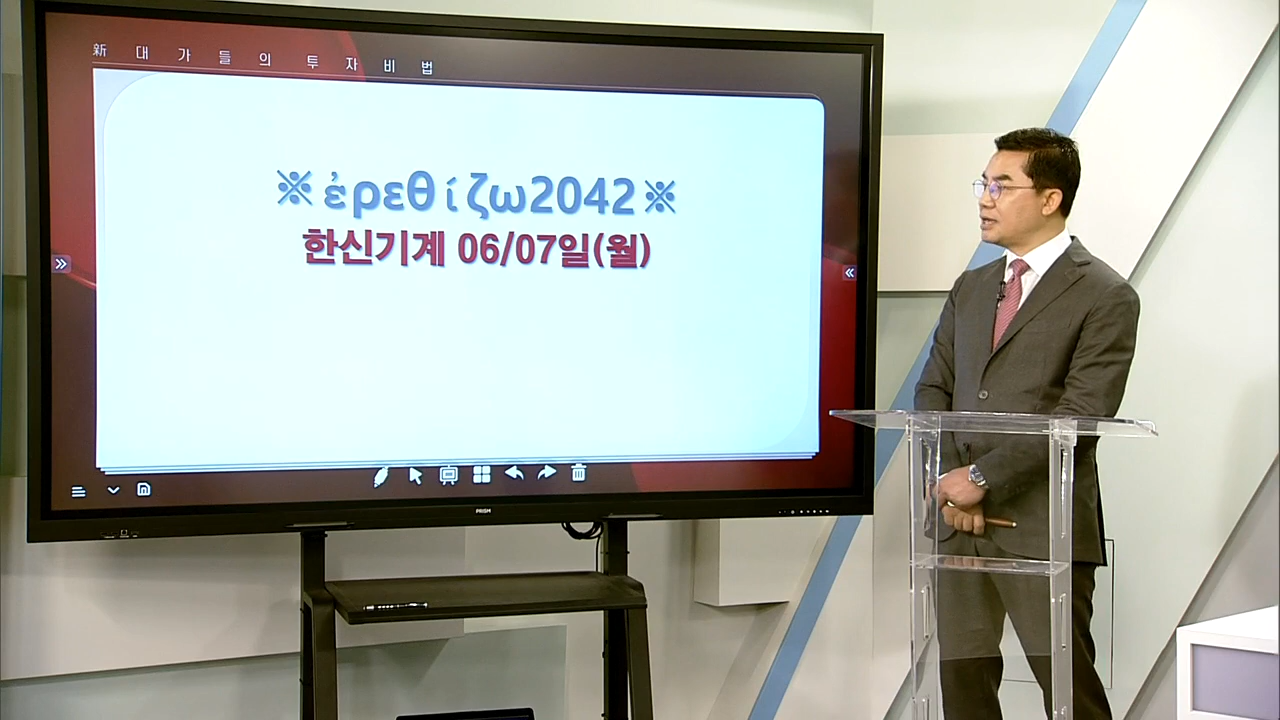 新 대 가 들 의 투 자 비 법
※ἐρεθίζω2042※
한신기계 06/07일(월)
PRISM